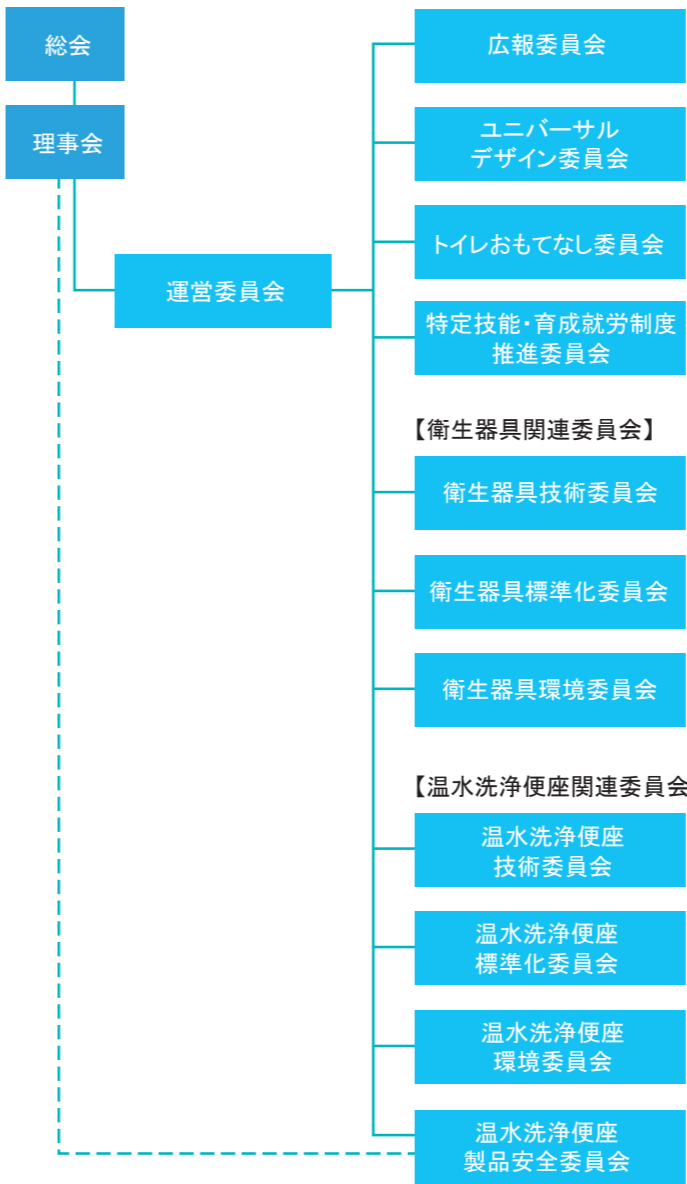 総会
理事会
運営委員会
広報委員会
ユニバーサル
デザイン委員会
トイレおもてなし委員会
特定技能・育成就労制度
推進委員会
【衛生器具関連委員会】
衛生器具技術委員会
衛生器具標準化委員会
衛生器具環境委員会
【温水洗浄便座関連委員会
温水洗浄便座
技術委員会
温水洗浄便座
標準化委員会
温水洗浄便座
環境委員会
温水洗浄便座
製品安全委員会